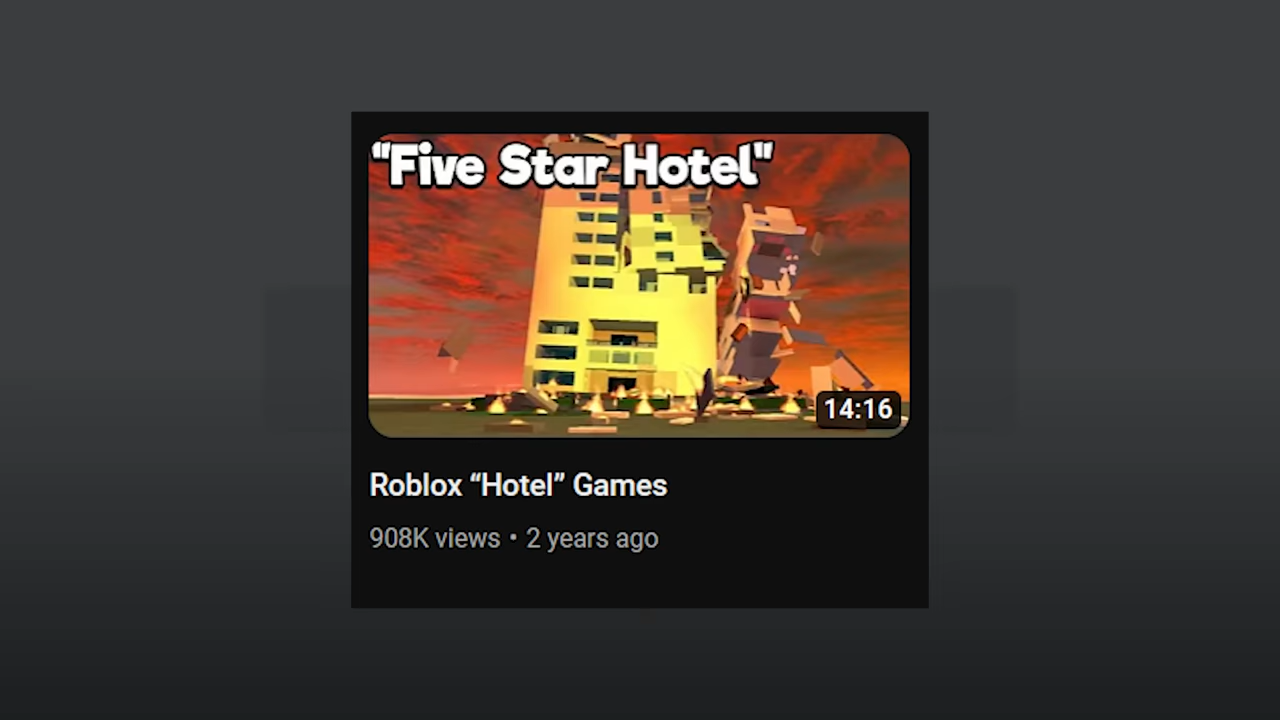 "Five Star Hotel"
14:16
Roblox “Hotel” Games
908K views • 2 years ago